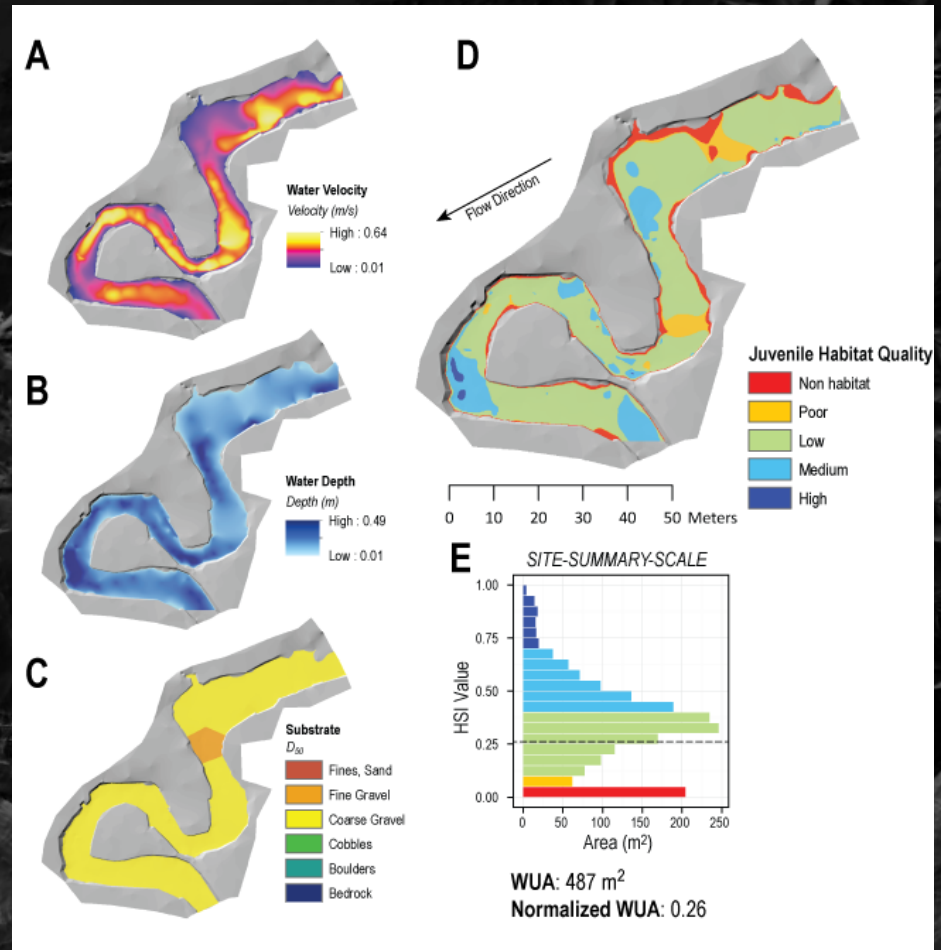 A
Water Velocity
Velocity (m/s)
High : 0.64
Low : 0.01
B
Water Depth
Depth (m)
High : 0.49
Low : 0.01
C
Substrate
D50
Fines, Sand
Fine Gravel
Coarse Gravel
Cobbles
Boulders
Bedrock
D
Flow Direction
Juvenile Habitat Quality
Non habitat
Poor
Low
Medium
High
0 10 20 30 40 50 Meters
E
SITE-SUMMARY-SCALE
HSI Value
1.00
0.75
0.50
0.25
0.00
0 50 100 150 200 250
Area (m²)
WUA: 487 m²
Normalized WUA: 0.26